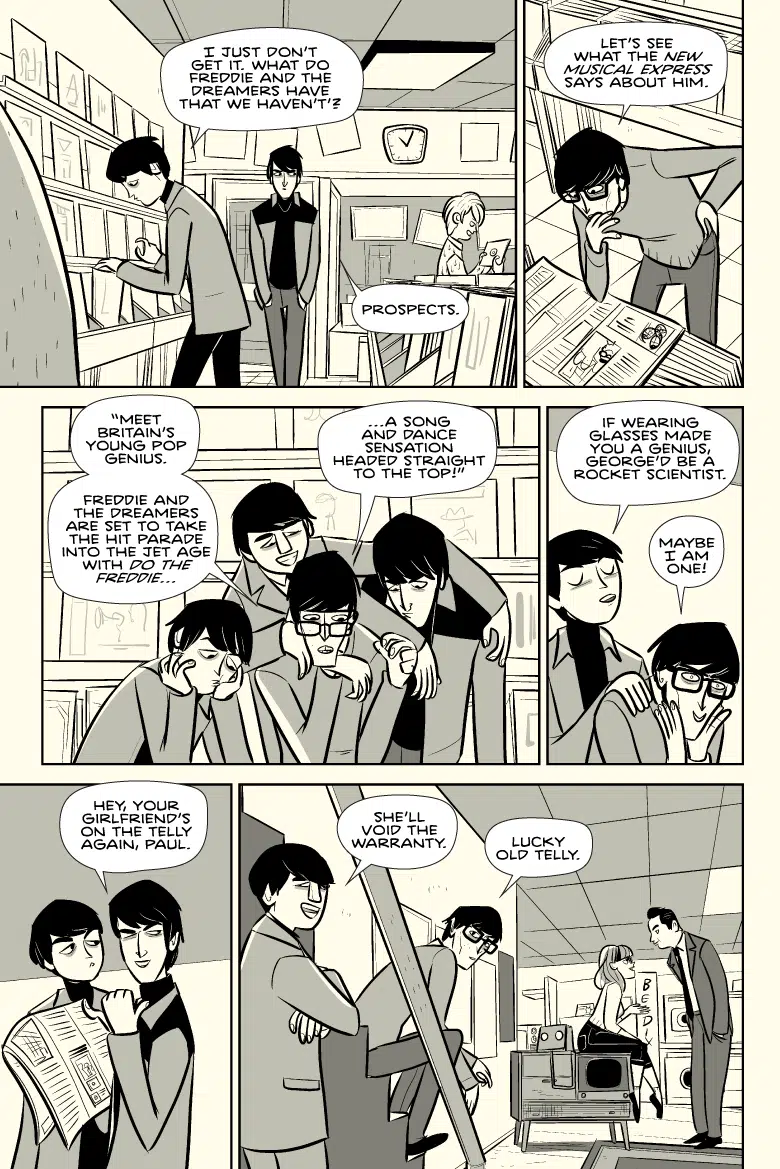 I JUST DON'T
GET IT. WHAT DO
FREDDIE AND THE
DREAMERS HAVE
THAT WE HAVEN'T'?
PROSPECTS.
LET'S SEE
WHAT THE NEW
MUSICAL EXPRESS
SAYS ABOUT HIM.
"MEET
BRITAIN'S
YOUNG POP
GENIUS.
FREDDIE AND
THE DREAMERS
ARE SET TO TAKE
THE HIT PARADE
INTO THE JET AGE
WITH DO THE
FREDDIE...
...A SONG
AND DANCE
SENSATION
HEADED STRAIGHT
TO THE TOP!"
IF WEARING
GLASSES MADE
YOU A GENIUS,
GEORGE'D BE A
ROCKET SCIENTIST.
MAYBE
I AM
ONE!
HEY, YOUR
GIRLFRIEND'S
ON THE TELLY
AGAIN, PAUL.
SHE'LL
VOID THE
WARRANTY.
LUCKY
OLD TELLY.
BED